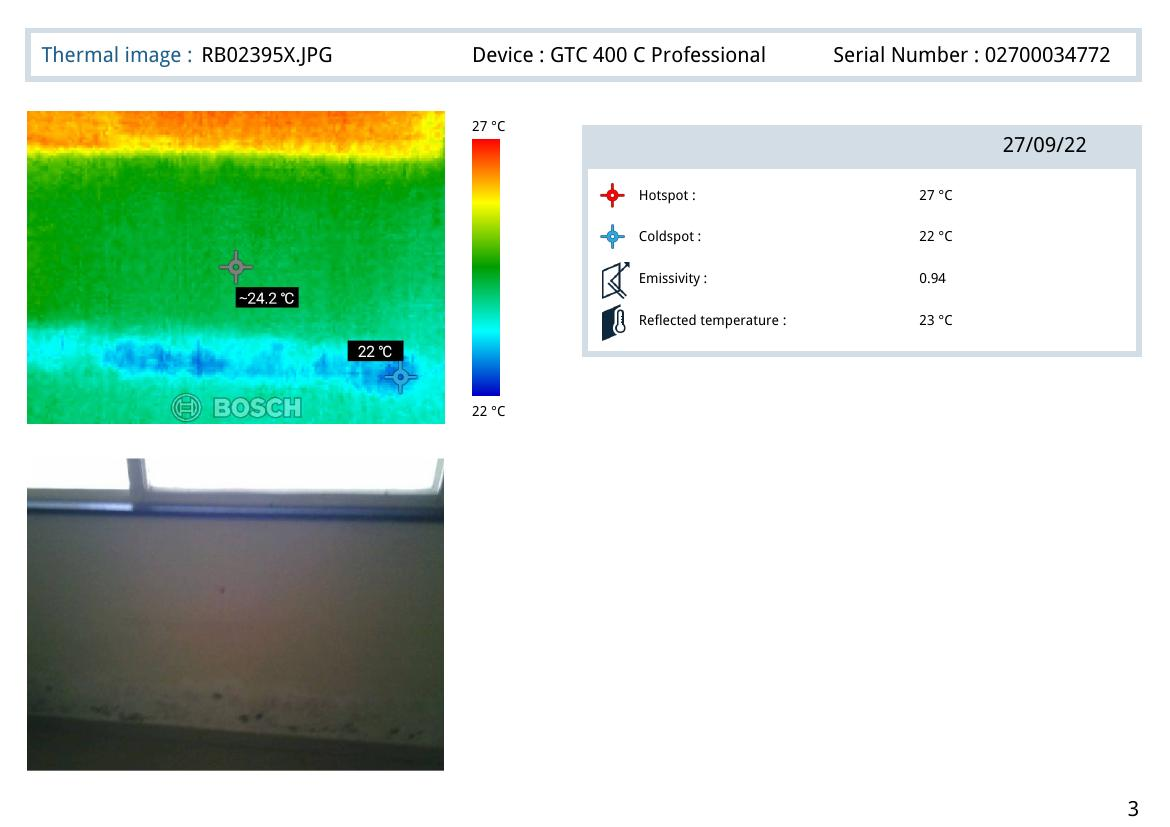 Thermal image : RB02395X.JPG Device : GTC 400 C Professional Serial Number : 02700034772
27 °C
27/09/22
Hotspot : 27 °C
Coldspot : 22 °C
~24.2 °C
Emissivity : 0.94
Reflected temperature : 23 °C
22 °C
BOSCH
22 °C
3